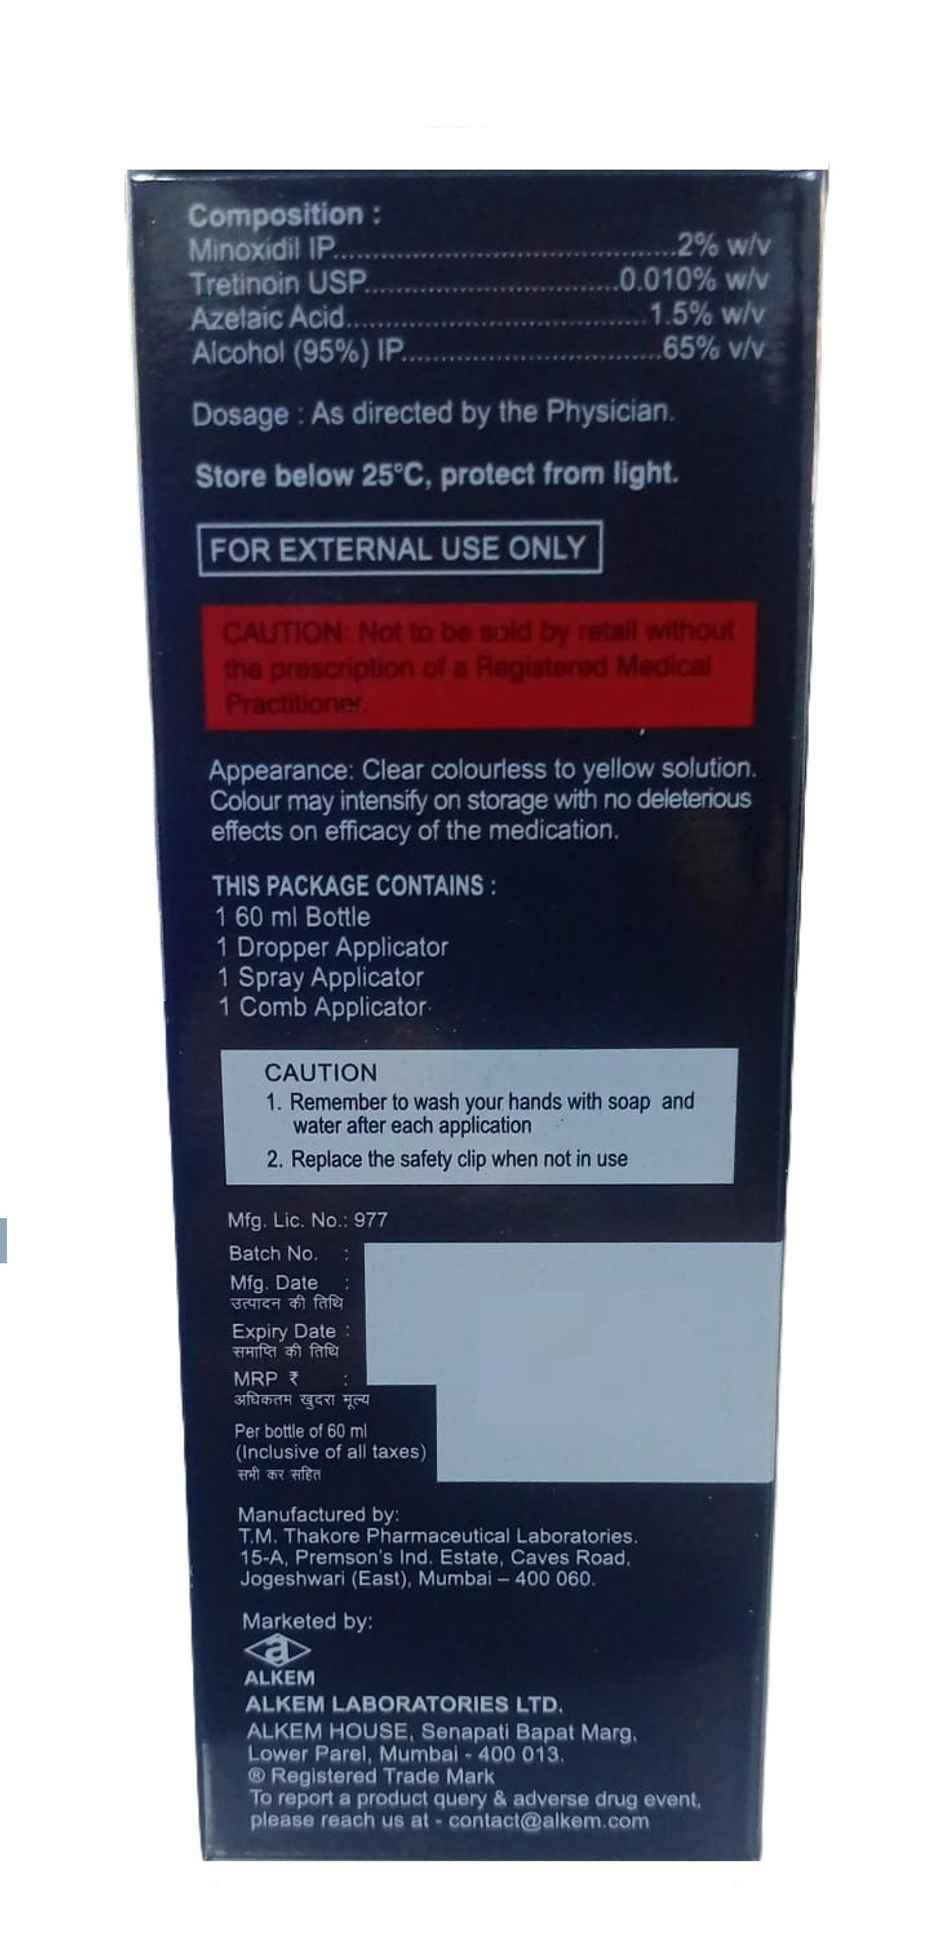 Composition :
Minoxidil IP........................................2% w/v
Tretinoin USP..............................0.010% w/v
Azelaic Acid...................................1.5% w/v
Alcohol (95%) IP..............................65% v/v
Dosage : As directed by the Physician.
Store below 25°C, protect from light.
FOR EXTERNAL USE ONLY
CAUTION: Not to be sold by retail without
the prescription of a Registered Medical
Practitioner.
Appearance: Clear colourless to yellow solution.
Colour may intensify on storage with no deleterious
effects on efficacy of the medication.
THIS PACKAGE CONTAINS :
1 60 ml Bottle
1 Dropper Applicator
1 Spray Applicator
1 Comb Applicator
CAUTION
1. Remember to wash your hands with soap and
water after each application
2. Replace the safety clip when not in use
Mfg. Lic. No.: 977
Batch No. :
Mfg. Date :
उत्पादन की तिथि
Expiry Date :
समाप्ति की तिथि
MRP ₹ :
अधिकतम खुदरा मूल्य
Per bottle of 60 ml
(Inclusive of all taxes)
सभी कर सहित
Manufactured by:
T.M. Thakore Pharmaceutical Laboratories.
15-A, Premson's Ind. Estate, Caves Road,
Jogeshwari (East), Mumbai – 400 060.
Marketed by:
a
ALKEM
ALKEM LABORATORIES LTD.
ALKEM HOUSE, Senapati Bapat Marg,
Lower Parel, Mumbai - 400 013.
® Registered Trade Mark
To report a product query & adverse drug event,
please reach us at - contact@alkem.com